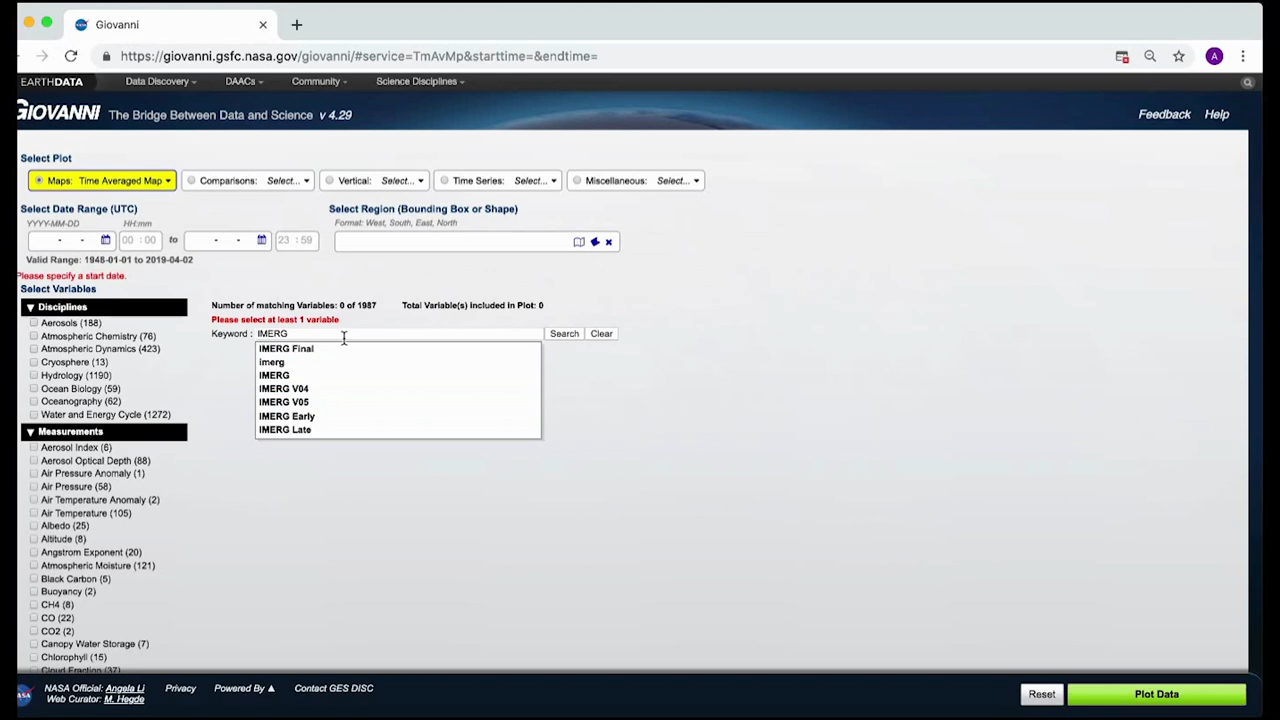 Giovanni
https://giovanni.gsfc.nasa.gov/giovanni/#service=TmAvMp&starttime=&endtime=
A
EARTHDATA Data Discovery DAACs Community Science Disciplines
GIOVANNI The Bridge Between Data and Science v 4.29 Feedback Help
Select Plot
Maps: Time Averaged Map Comparisons: Select... Vertical: Select... Time Series: Select... Miscellaneous: Select...
Select Date Range (UTC) Select Region (Bounding Box or Shape)
YYYY-MM-DD HH:mm Format: West, South, East, North
- - 00 : 00 to - - 23 : 59
Valid Range: 1948-01-01 to 2019-04-02
Please specify a start date.
Select Variables
Disciplines
Aerosols (188)
Atmospheric Chemistry (76)
Atmospheric Dynamics (423)
Cryosphere (13)
Hydrology (1190)
Ocean Biology (59)
Oceanography (62)
Water and Energy Cycle (1272)
Measurements
Aerosol Index (6)
Aerosol Optical Depth (88)
Air Pressure Anomaly (1)
Air Pressure (58)
Air Temperature Anomaly (2)
Air Temperature (105)
Albedo (25)
Altitude (8)
Angstrom Exponent (20)
Atmospheric Moisture (121)
Black Carbon (5)
Buoyancy (2)
CH4 (8)
CO (22)
CO2 (2)
Canopy Water Storage (7)
Chlorophyll (15)
Cloud Fraction (37)
Number of matching Variables: 0 of 1987 Total Variable(s) included in Plot: 0
Please select at least 1 variable
Keyword : IMERG Search Clear
IMERG Final
imerg
IMERG
IMERG V04
IMERG V05
IMERG Early
IMERG Late
NASA Official: Angela Li Privacy Powered By Contact GES DISC
Web Curator: M. Hegde
Reset Plot Data